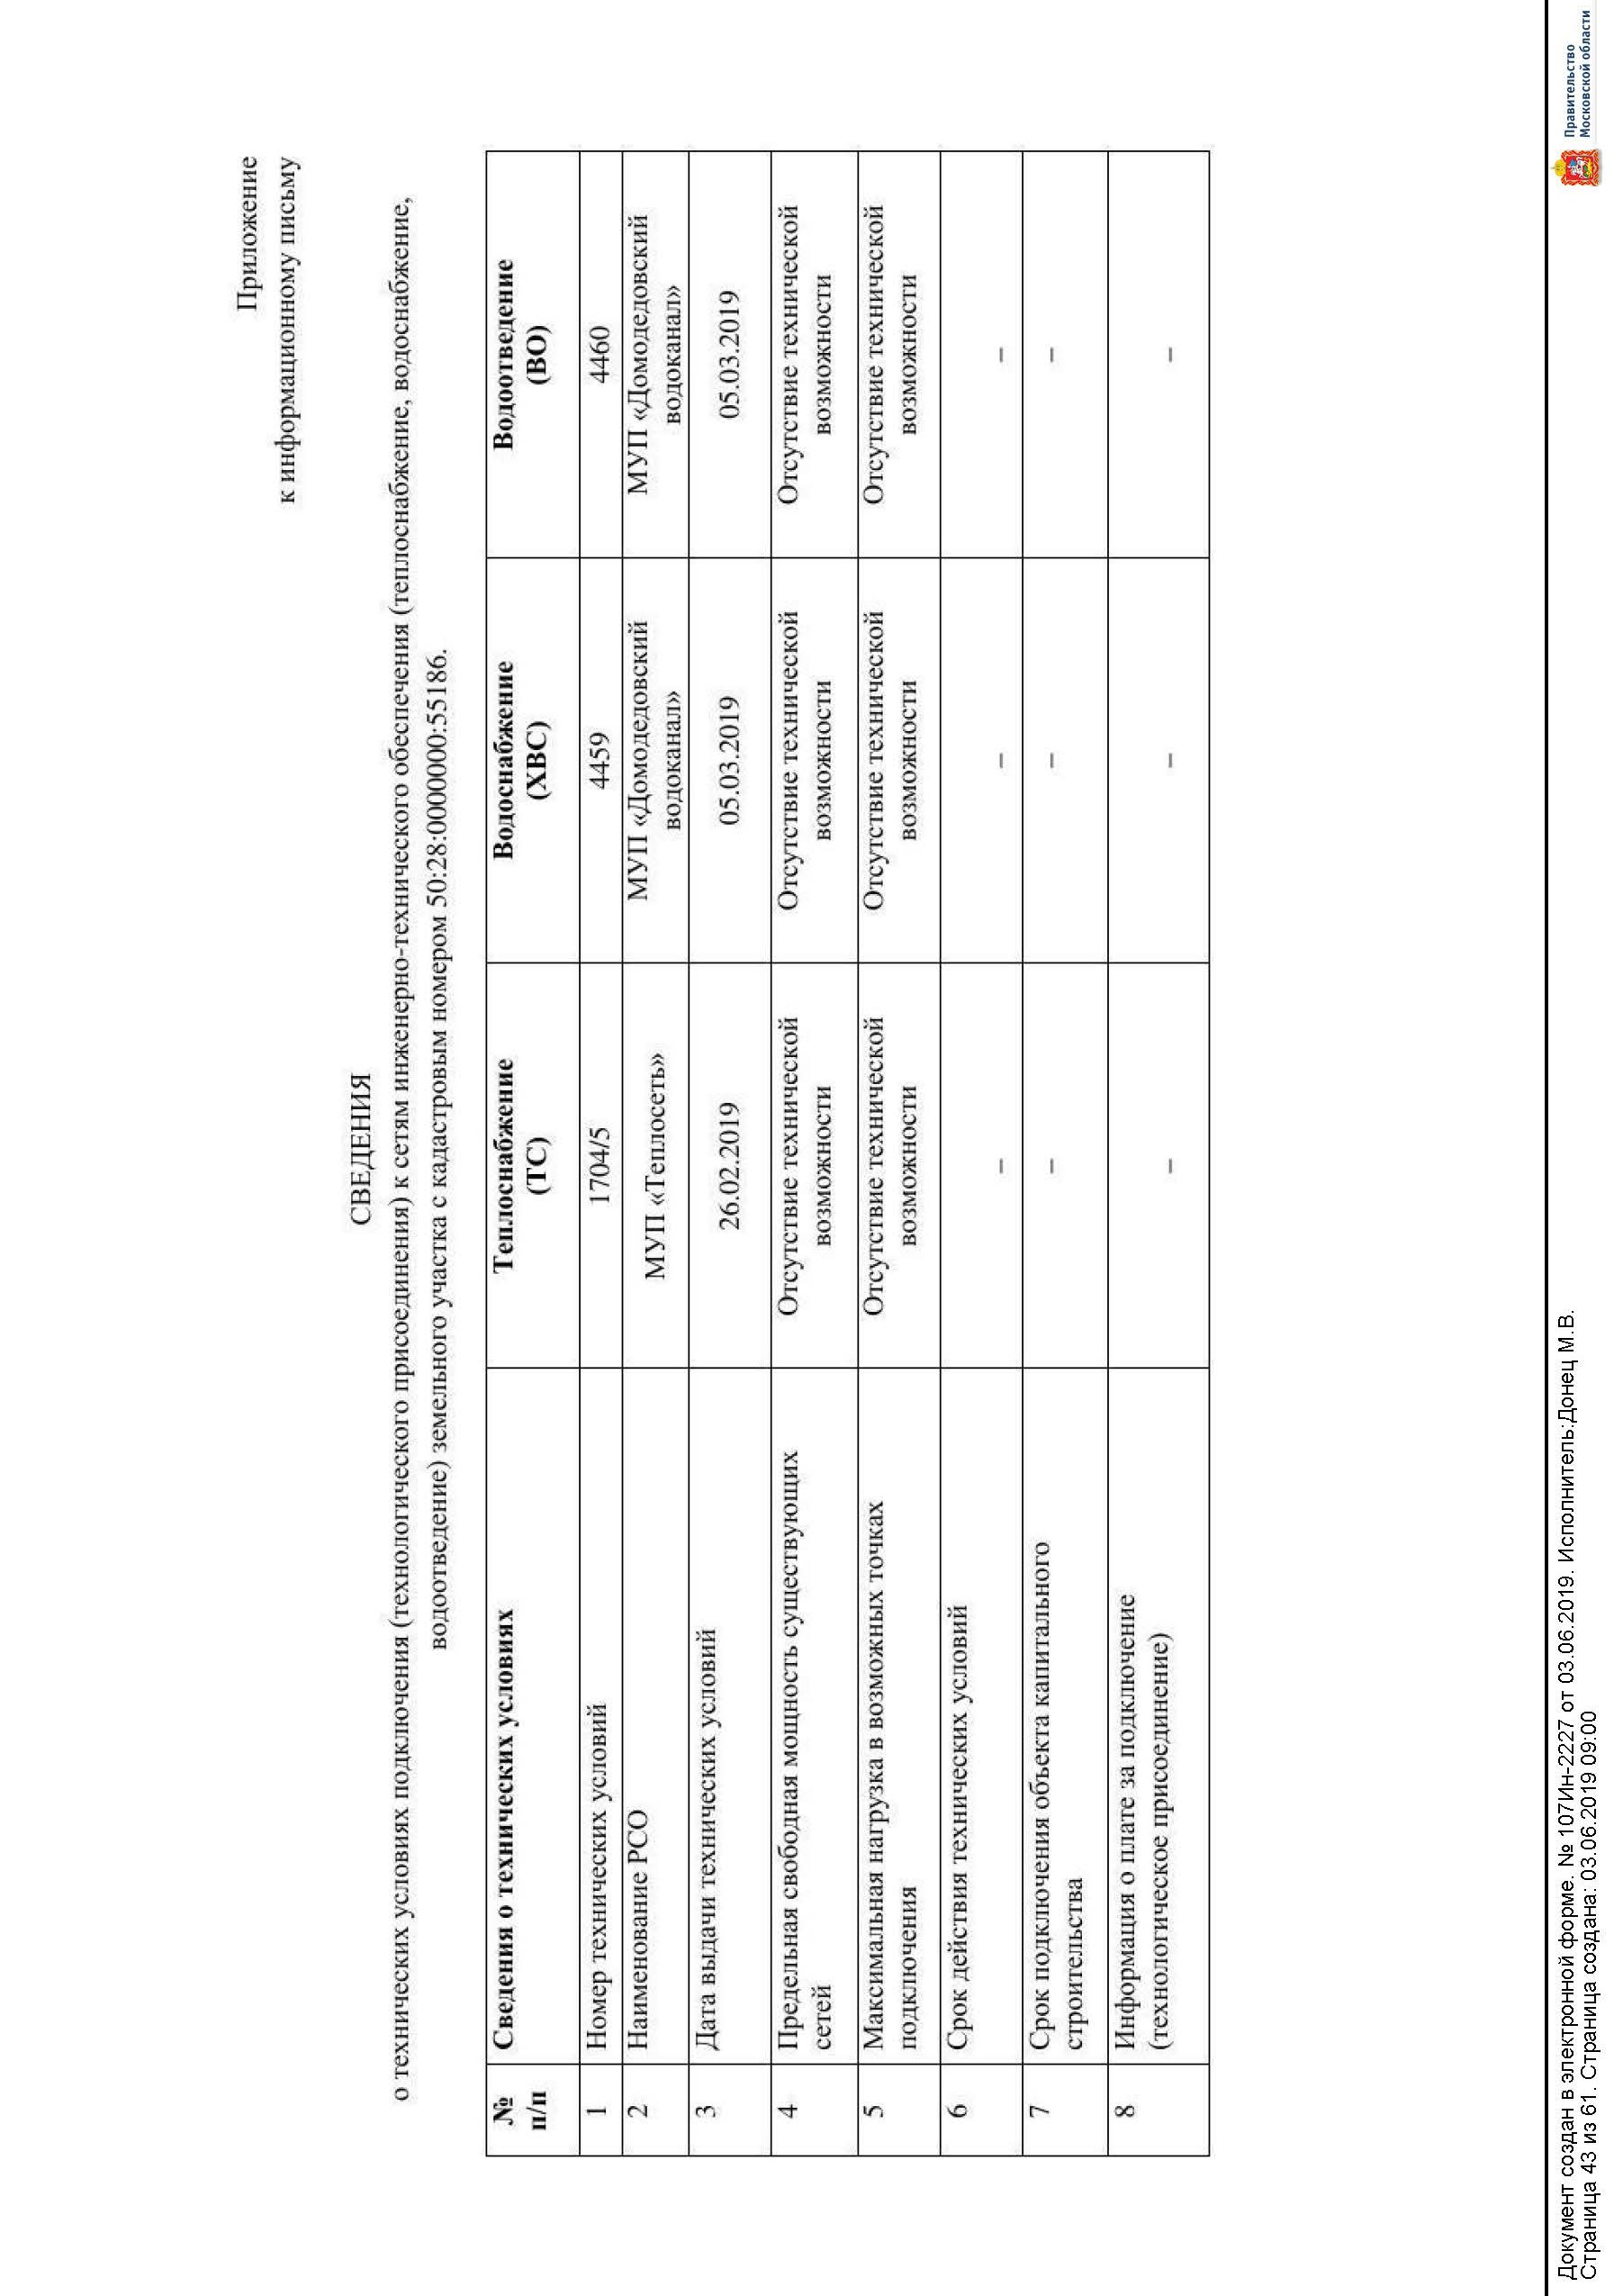 Приложение
к информационному письму
СВЕДЕНИЯ
о технических условиях подключения (технологического присоединения) к сетям инженерно-технического обеспечения (теплоснабжение, водоснабжение,
водоотведение) земельного участка с кадастровым номером 50:28:0000000:55186.
№ Сведения о технических условиях Теплоснабжение Водоснабжение Водоотведение
п/п (ТС) (ХВС) (ВО)
1 Номер технических условий 1704/5 4459 4460
2 Наименование РСО МУП «Теплосеть» МУП «Домодедовский МУП «Домодедовский
водоканал» водоканал»
3 Дата выдачи технических условий 26.02.2019 05.03.2019 05.03.2019
4 Предельная свободная мощность существующих Отсутствие технической Отсутствие технической Отсутствие технической
сетей возможности возможности возможности
5 Максимальная нагрузка в возможных точках Отсутствие технической Отсутствие технической Отсутствие технической
подключения возможности возможности возможности
6 Срок действия технических условий – – –
7 Срок подключения объекта капитального – – –
строительства
8 Информация о плате за подключение
(технологическое присоединение) – – –
Документ создан в электронной форме. № 107Ин-2227 от 03.06.2019. Исполнитель:Донец М.В.
Страница 43 из 61. Страница создана: 03.06.2019 09:00
Правительство
Московской области